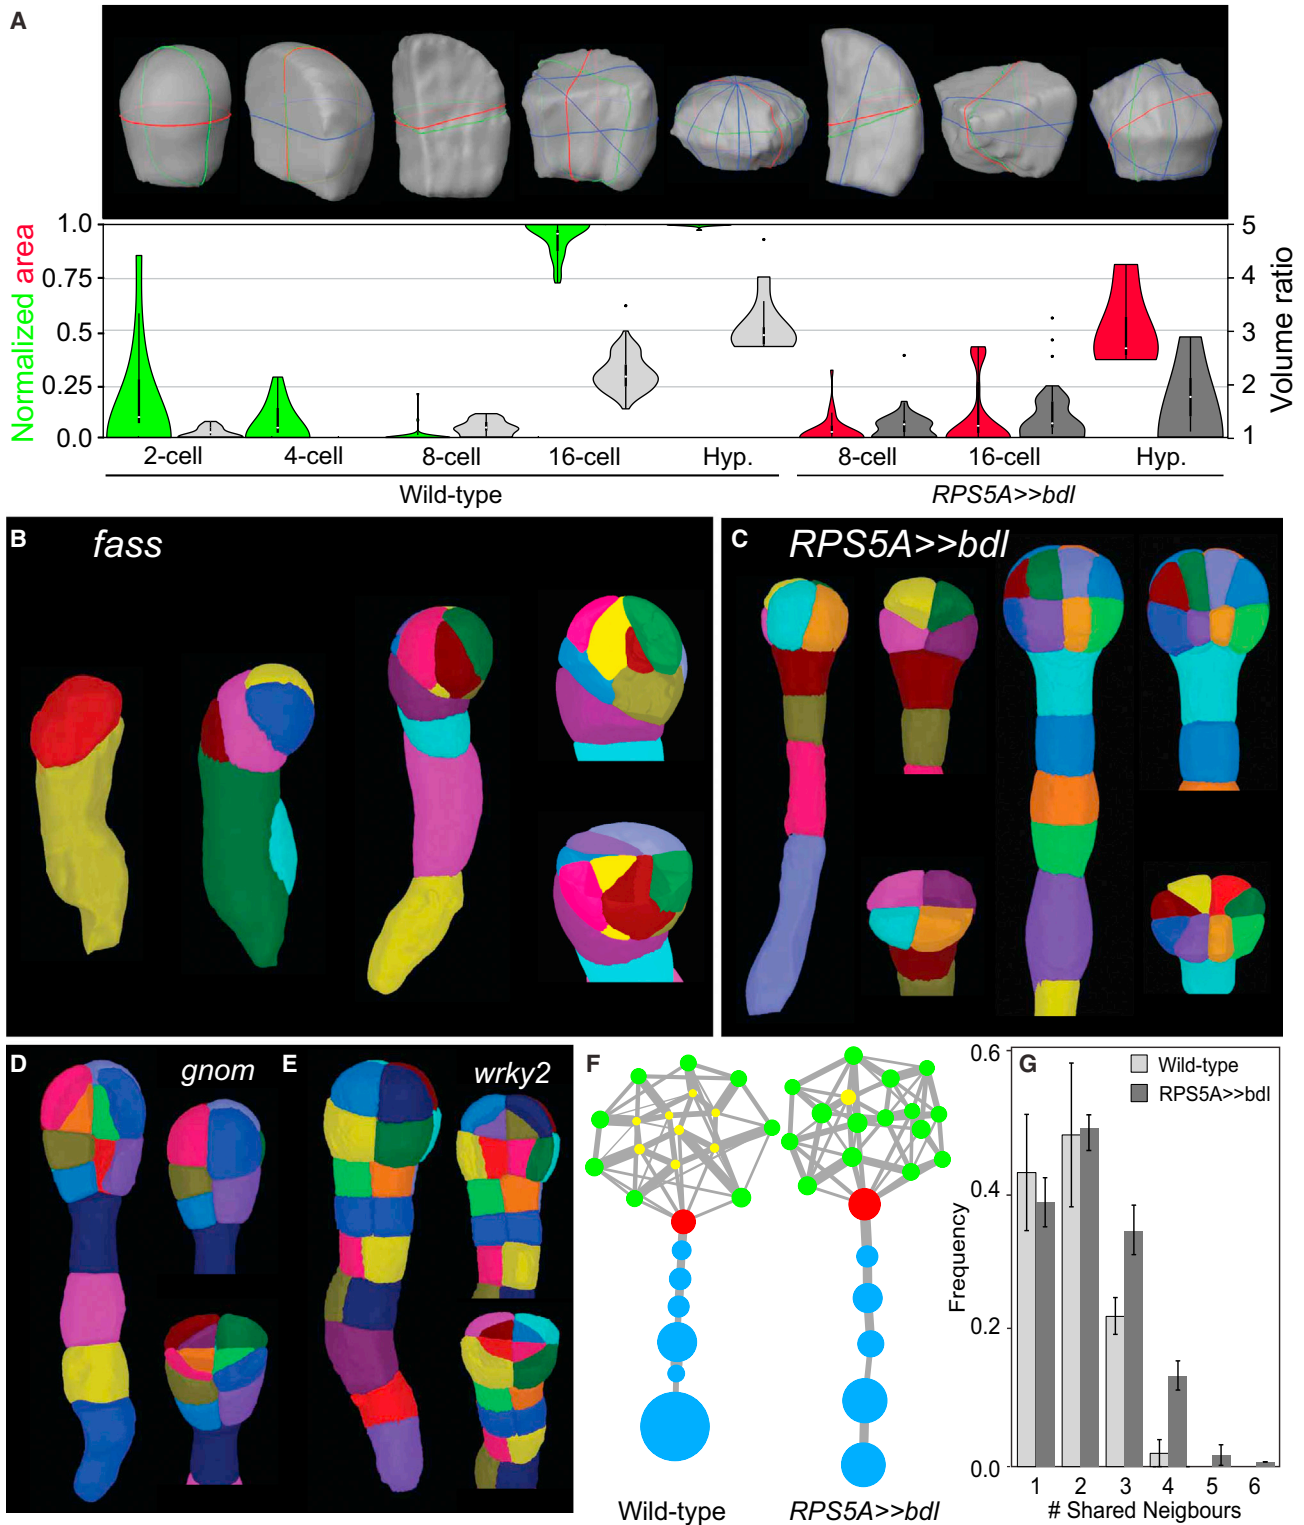 A
Normalized area
1.0
0.75
0.5
0.25
0.0
5
4
3
2
1
Volume ratio
2-cell 4-cell 8-cell 16-cell Hyp. 8-cell 16-cell Hyp.
Wild-type RPS5A>>bdl
B fass
C RPS5A>>bdl
D gnom
E wrky2
F
Wild-type RPS5A>>bdl
G
Wild-type
RPS5A>>bdl
Frequency
0.6
0.4
0.2
0.0
1 2 3 4 5 6
# Shared Neigbours